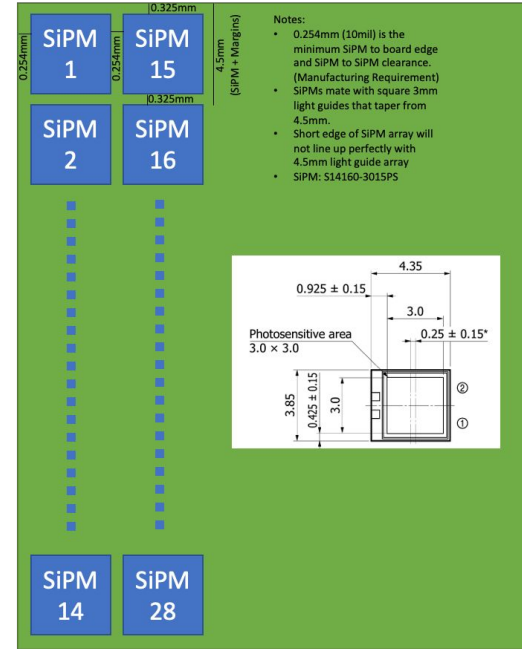 0.325mm
0.254mm
SiPM
1
0.254mm
SiPM
15
4.5mm
(SiPM + Margins)
0.325mm
SiPM
2
SiPM
16
SiPM
14
SiPM
28
Notes:
• 0.254mm (10mil) is the
minimum SiPM to board edge
and SiPM to SiPM clearance.
(Manufacturing Requirement)
• SiPMs mate with square 3mm
light guides that taper from
4.5mm.
• Short edge of SiPM array will
not line up perfectly with
4.5mm light guide array
• SiPM: S14160-3015PS
4.35
0.925 ± 0.15
3.0
Photosensitive area
3.0 × 3.0
0.25 ± 0.15*
3.85
0.425 ± 0.15
3.0
②
①